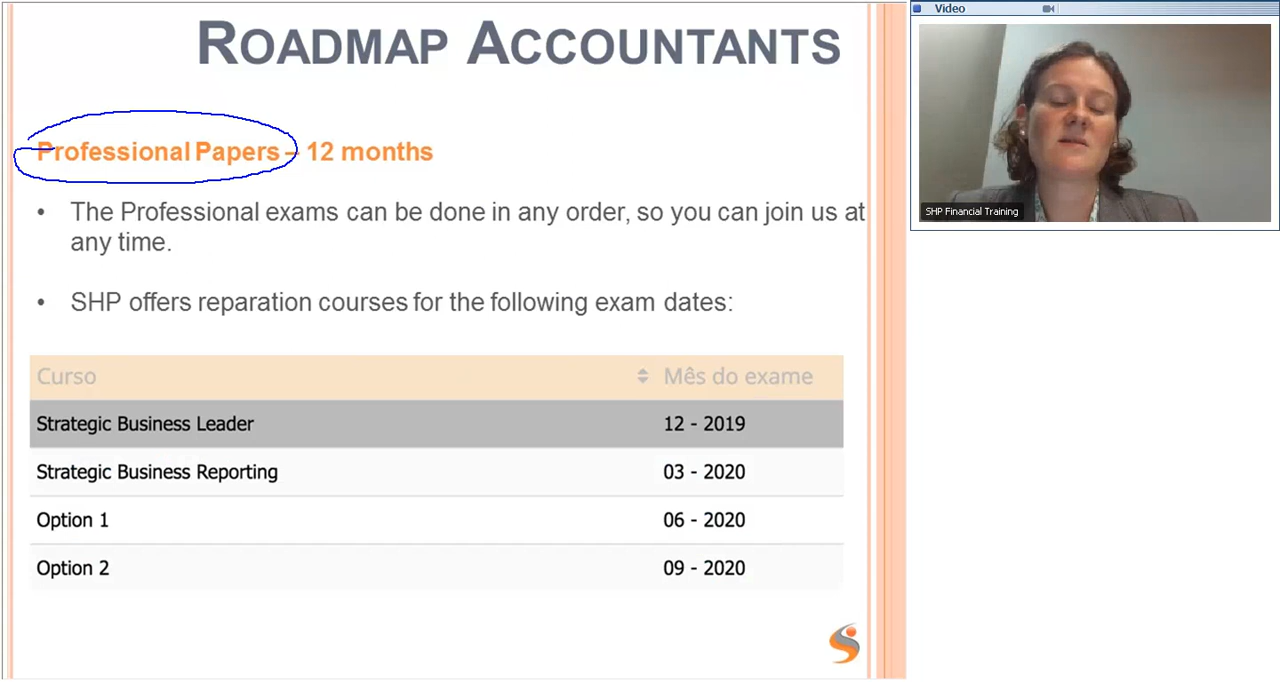 ROADMAP ACCOUNTANTS
Professional Papers – 12 months
• The Professional exams can be done in any order, so you can join us at
any time.
• SHP offers reparation courses for the following exam dates:
Curso Mês do exame
Strategic Business Leader 12 - 2019
Strategic Business Reporting 03 - 2020
Option 1 06 - 2020
Option 2 09 - 2020
Video
SHP Financial Training